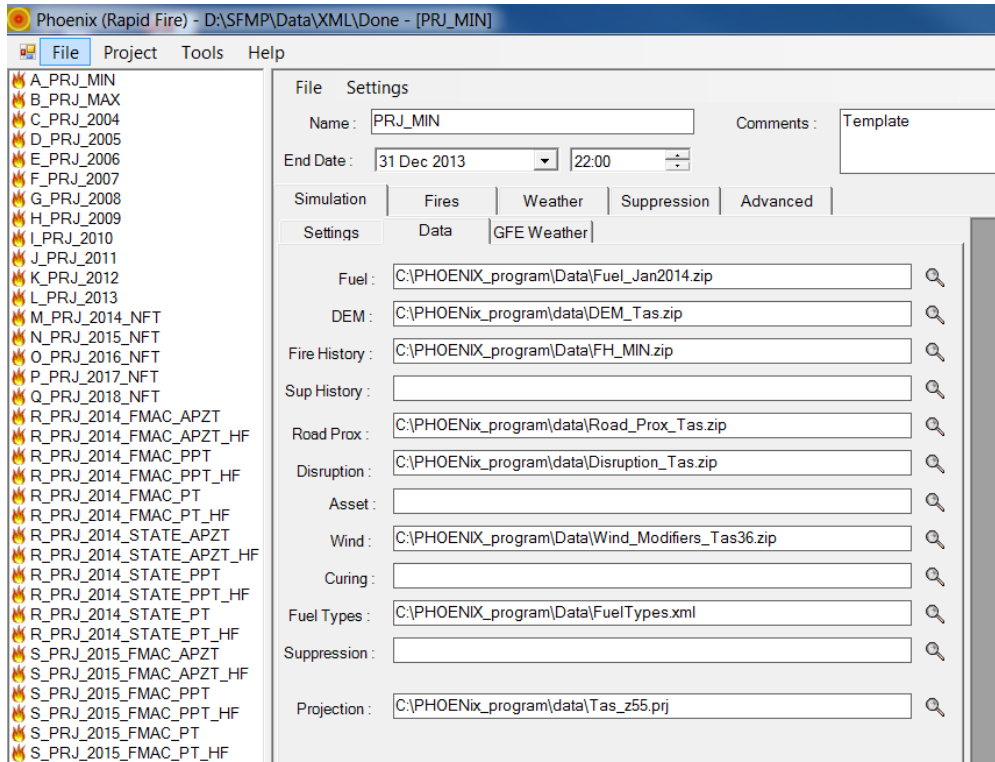 Phoenix (Rapid Fire) - D:\SFMP\Data\XML\Done - [PRJ_MIN]
File Project Tools Help
A_PRJ_MIN
B_PRJ_MAX
C_PRJ_2004
D_PRJ_2005
E_PRJ_2006
F_PRJ_2007
G_PRJ_2008
H_PRJ_2009
I_PRJ_2010
J_PRJ_2011
K_PRJ_2012
L_PRJ_2013
M_PRJ_2014_NFT
N_PRJ_2015_NFT
O_PRJ_2016_NFT
P_PRJ_2017_NFT
Q_PRJ_2018_NFT
R_PRJ_2014_FMAC_APZT
R_PRJ_2014_FMAC_APZT_HF
R_PRJ_2014_FMAC_PPT
R_PRJ_2014_FMAC_PPT_HF
R_PRJ_2014_FMAC_PT
R_PRJ_2014_FMAC_PT_HF
R_PRJ_2014_STATE_APZT
R_PRJ_2014_STATE_APZT_HF
R_PRJ_2014_STATE_PPT
R_PRJ_2014_STATE_PPT_HF
R_PRJ_2014_STATE_PT
R_PRJ_2014_STATE_PT_HF
S_PRJ_2015_FMAC_APZT
S_PRJ_2015_FMAC_APZT_HF
S_PRJ_2015_FMAC_PPT
S_PRJ_2015_FMAC_PPT_HF
S_PRJ_2015_FMAC_PT
S_PRJ_2015_FMAC_PT_HF
File Settings
Name : PRJ_MIN Comments : Template
End Date : 31 Dec 2013 22:00
Simulation Fires Weather Suppression Advanced
Settings Data GFE Weather
Fuel : C:\PHOENIX_program\Data\Fuel_Jan2014.zip
DEM : C:\PHOENix_program\data\DEM_Tas.zip
Fire History : C:\PHOENIX_program\Data\FH_MIN.zip
Sup History :
Road Prox : C:\PHOENix_program\data\Road_Prox_Tas.zip
Disruption : C:\PHOENix_program\data\Disruption_Tas.zip
Asset :
Wind : C:\PHOENIX_program\Data\Wind_Modifiers_Tas36.zip
Curing :
Fuel Types : C:\PHOENIX_program\Data\FuelTypes.xml
Suppression :
Projection : C:\PHOENix_program\data\Tas_z55.prj